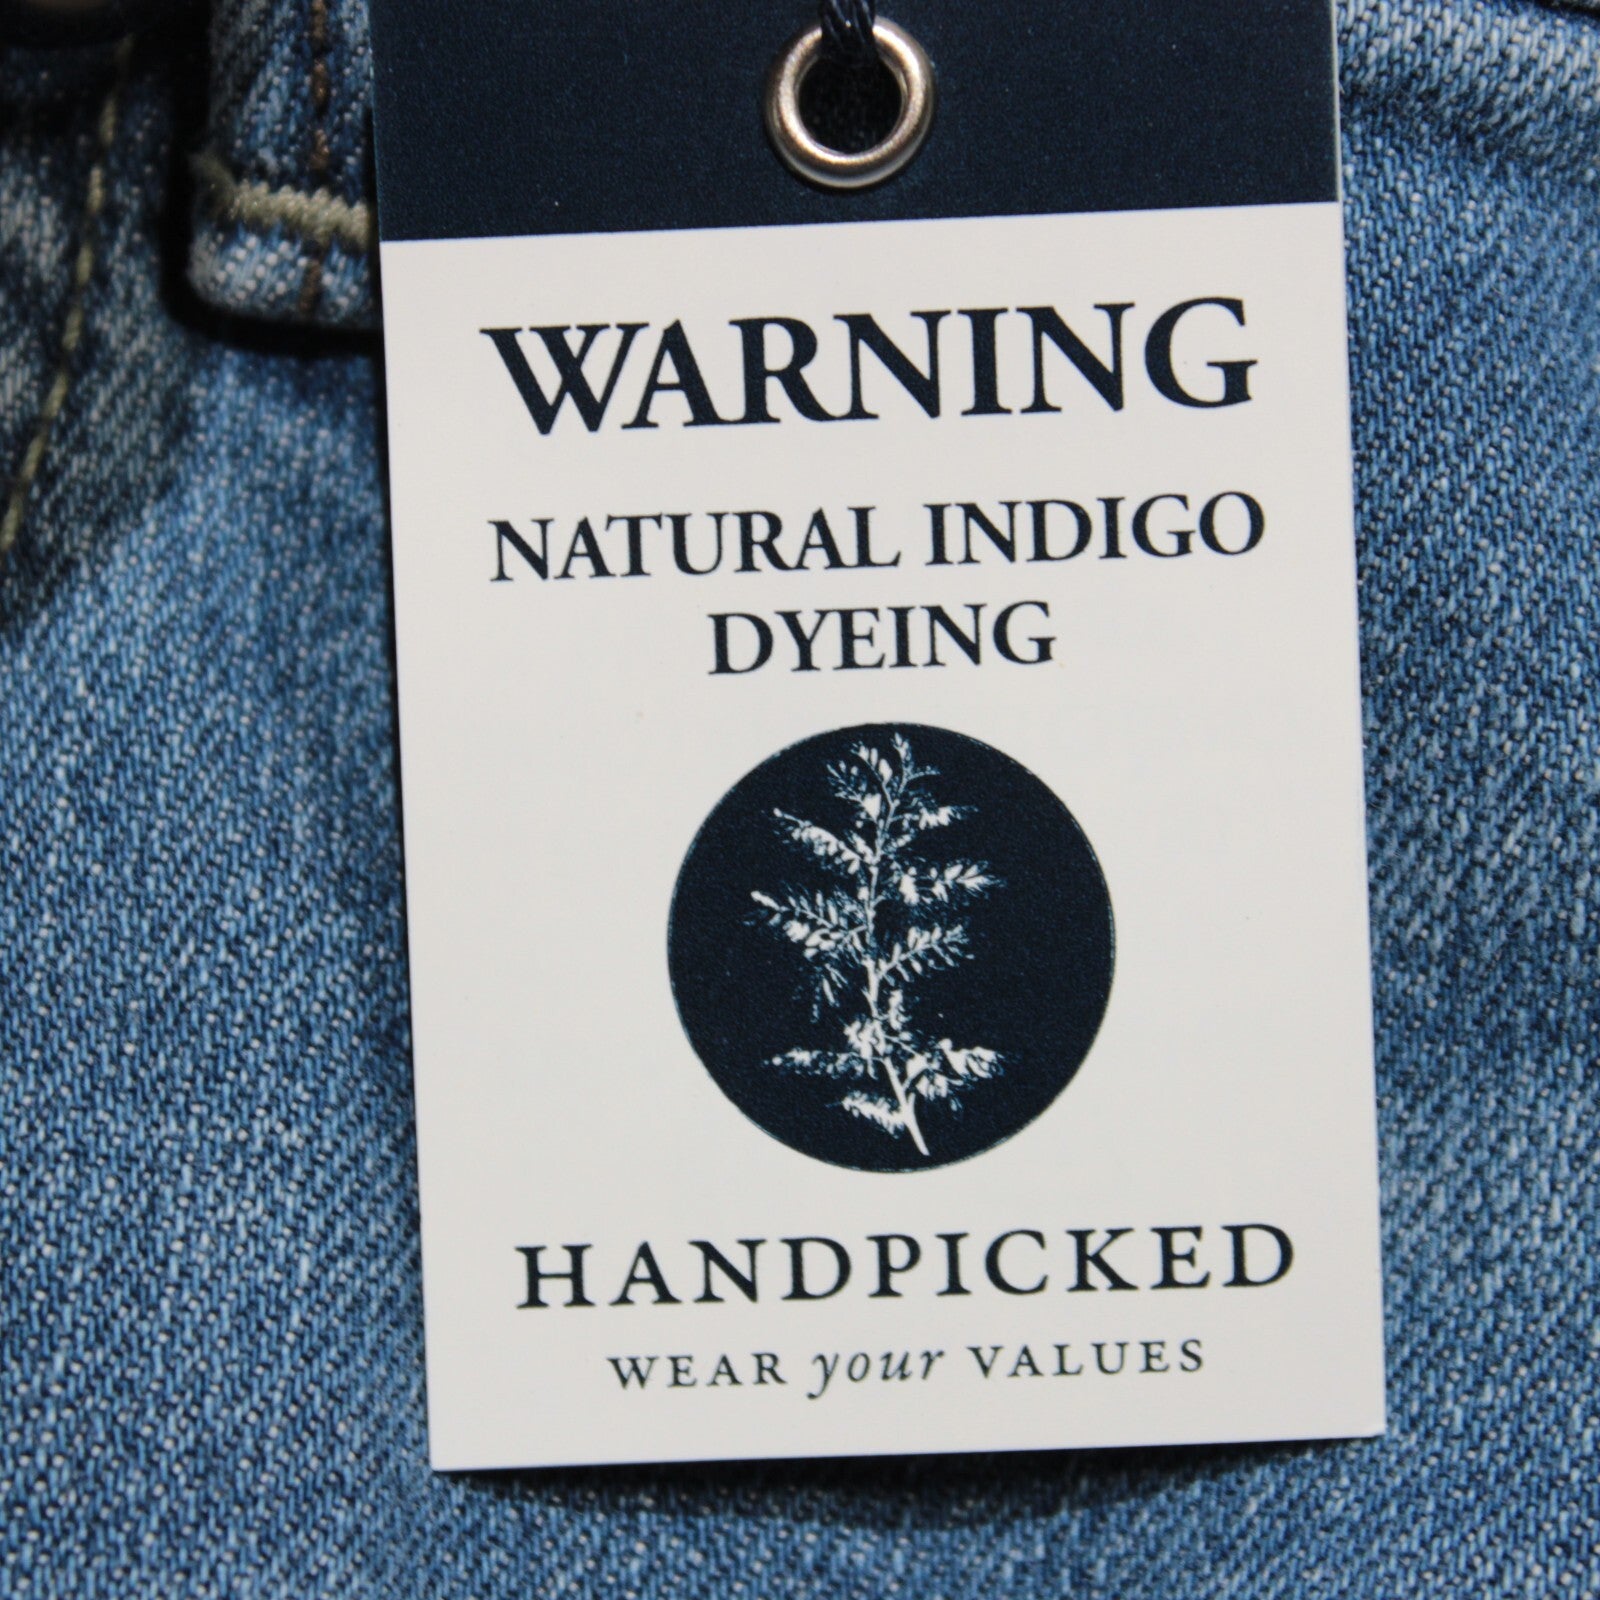 WARNING
NATURAL INDIGO
DYEING
HANDPICKED
WEAR your VALUES